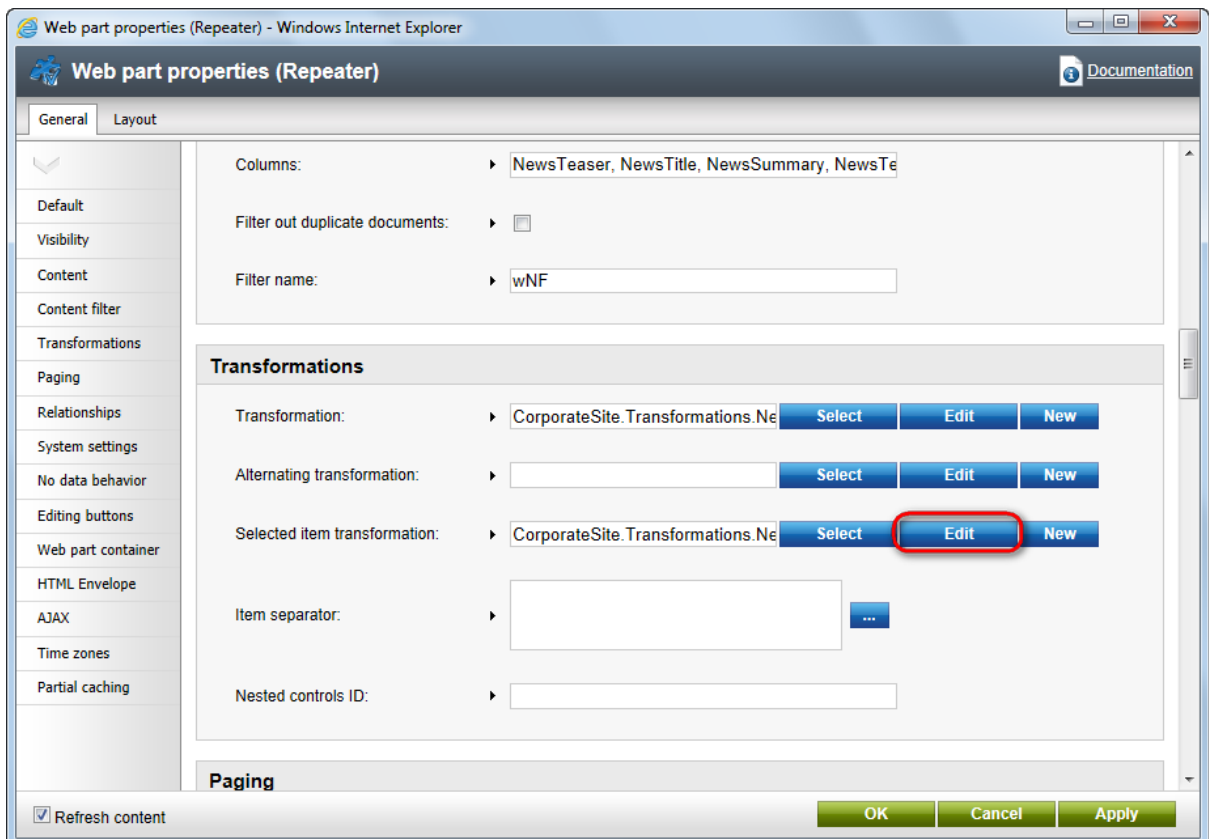 Web part properties (Repeater) - Windows Internet Explorer
Web part properties (Repeater)
Documentation
General Layout
Default
Visibility
Content
Content filter
Transformations
Paging
Relationships
System settings
No data behavior
Editing buttons
Web part container
HTML Envelope
AJAX
Time zones
Partial caching
Columns: NewsTeaser, NewsTitle, NewsSummary, NewsTe
Filter out duplicate documents:
Filter name: wNF
Transformations
Transformation: CorporateSite.Transformations.Ne Select Edit New
Alternating transformation: Select Edit New
Selected item transformation: CorporateSite.Transformations.Ne Select Edit New
Item separator: ...
Nested controls ID:
Paging
Refresh content OK Cancel Apply